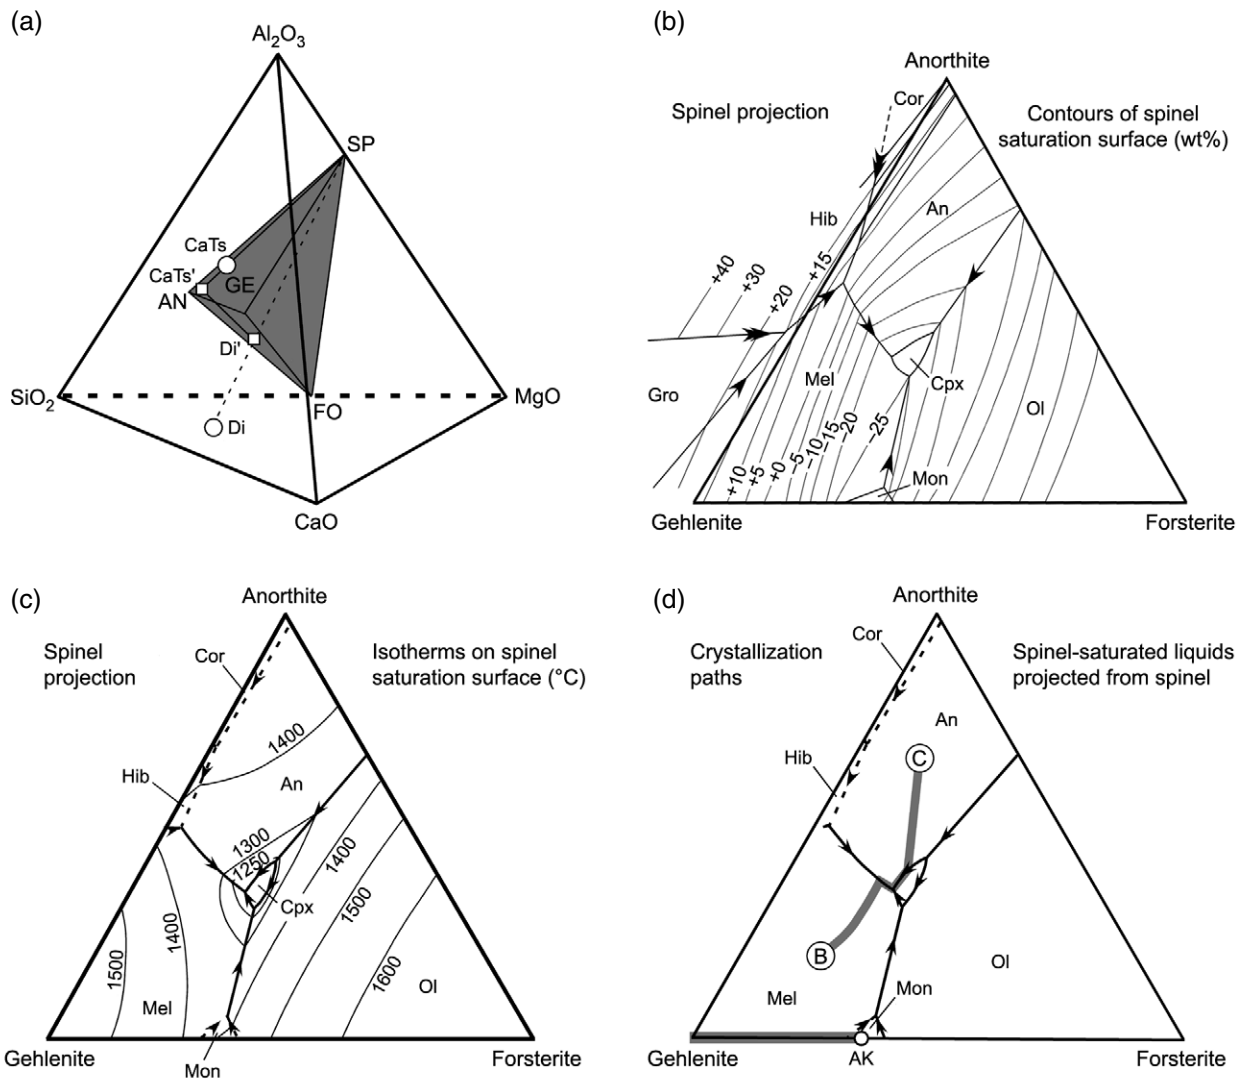 (a)
Al₂O₃
SP
CaTs
CaTs'
GE
AN
Di'
SiO₂
MgO
FO
Di
CaO
(b)
Anorthite
Cor
Spinel projection
Contours of spinel
saturation surface (wt%)
An
Hib
+40
+30
+20
+15
Mel
Cpx
Gro
Ol
+10
+5
+0
–5
–10
–15
–20
–25
Mon
Gehlenite
Forsterite
(c)
Anorthite
Spinel
projection
Cor
Isotherms on spinel
saturation surface (°C)
1400
Hib
An
1300
1250
1400
Cpx
1500
1400
1500
1600
Mel
Ol
Gehlenite
Forsterite
Mon
(d)
Anorthite
Cor
Crystallization
paths
Spinel-saturated liquids
projected from spinel
An
Hib
C
B
Ol
Mel
Mon
Gehlenite
AK
Forsterite